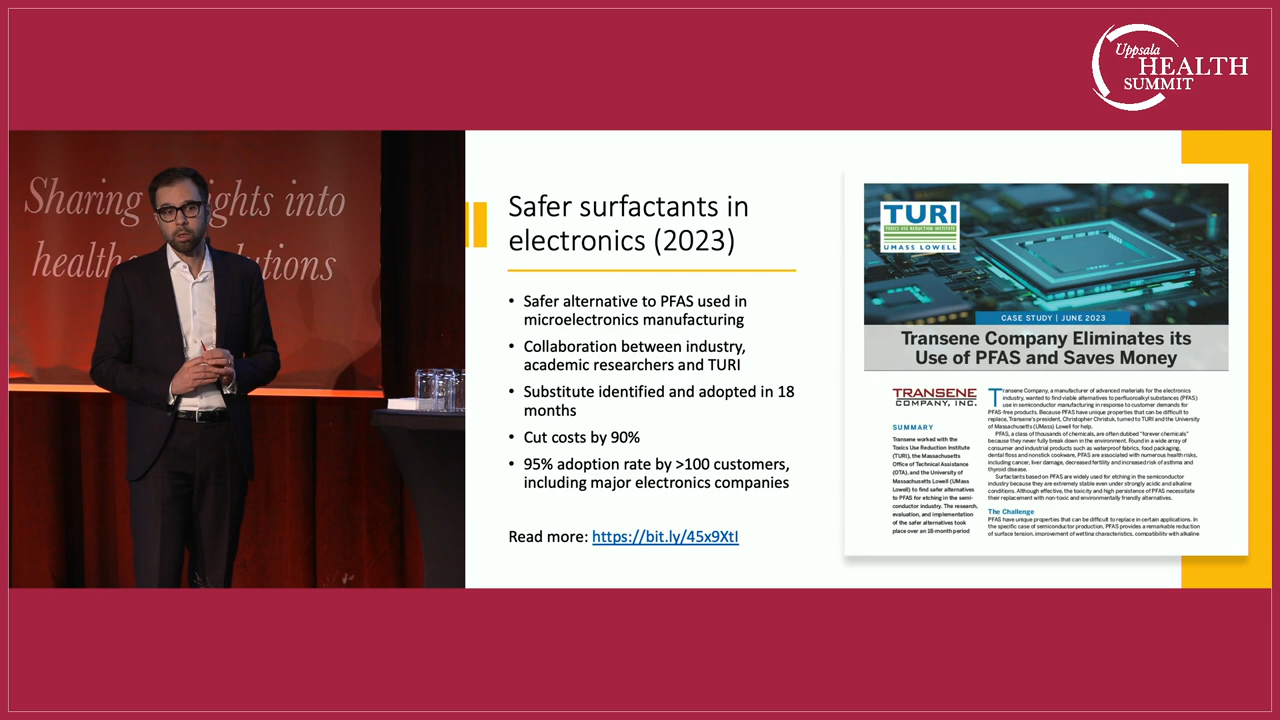 Uppsala
HEALTH
SUMMIT
Sharing ights into
health utions
Safer surfactants in
electronics (2023)
• Safer alternative to PFAS used in
microelectronics manufacturing
• Collaboration between industry,
academic researchers and TURI
• Substitute identified and adopted in 18
months
• Cut costs by 90%
• 95% adoption rate by >100 customers,
including major electronics companies
Read more: https://bit.ly/45x9XtI
TURI
TOXICS USE REDUCTION INSTITUTE
UMASS LOWELL
CASE STUDY | JUNE 2023
Transene Company Eliminates its
Use of PFAS and Saves Money
TRANSENE
COMPANY, INC.
SUMMARY
Transene worked with the
Toxics Use Reduction Institute
(TURI), the Massachusetts
Office of Technical Assistance
(OTA), and the University of
Massachusetts Lowell (UMass
Lowell) to find safer alternatives
to PFAS for etching in the semi-
conductor industry. The research,
evaluation, and implementation
of the safer alternatives took
place over an 18-month period
Transene Company, a manufacturer of advanced materials for the electronics
industry, wanted to find viable alternatives to perfluoroalkyl substances (PFAS)
use in semiconductor manufacturing in response to customer demands for
PFAS-free products. Because PFAS have unique properties that can be difficult to
replace, Transene's president, Christopher Christuk, turned to TURI and the University
of Massachusetts (UMass) Lowell for help.
PFAS, a class of thousands of chemicals, are often dubbed "forever chemicals"
because they never fully break down in the environment. Found in a wide array of
consumer and industrial products such as waterproof fabrics, food packaging,
dental floss and nonstick cookware, PFAS are associated with numerous health risks,
including cancer, liver damage, decreased fertility and increased risk of asthma and
thyroid disease.
Surfactants based on PFAS are widely used for etching in the semiconductor
industry because they are extremely stable even under strongly acidic and alkaline
conditions. Although effective, the toxicity and high persistence of PFAS necessitate
their replacement with non-toxic and environmentally friendly alternatives.
The Challenge
PFAS have unique properties that can be difficult to replace in certain applications. In
the specific case of semiconductor production, PFAS provides a remarkable reduction
of surface tension, improvement of wetting characteristics, compatibility with alkaline